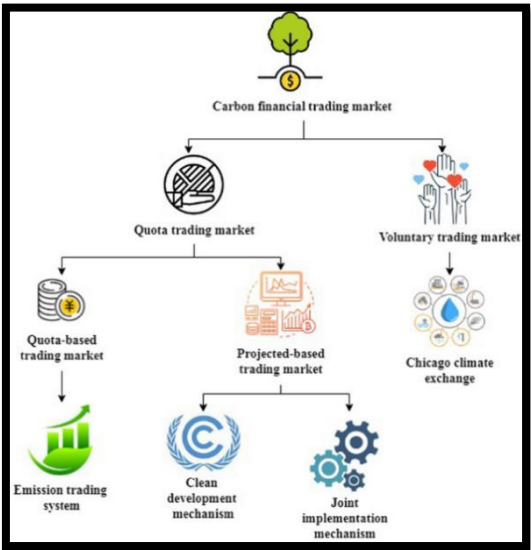 Carbon financial trading market
Quota trading market
Voluntary trading market
Quota-based
trading market
Projected-based
trading market
Chicago climate
exchange
Emission trading
system
Clean
development
mechanism
Joint
implementation
mechanism